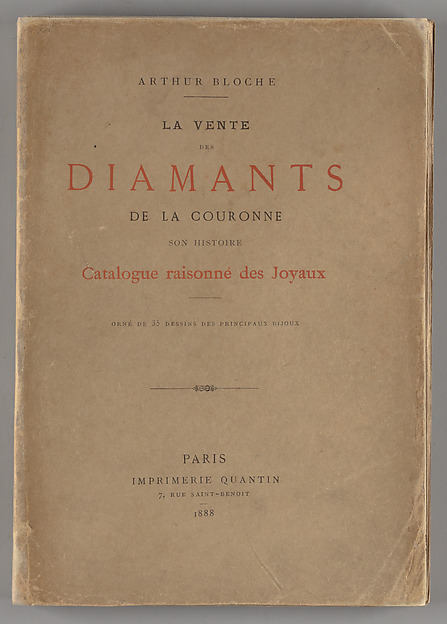 ARTHUR BLOCHE
LA VENTE
DES
DIAMANTS
DE LA COURONNE
SON HISTOIRE
Catalogue raisonné des Joyaux
ORNÉ DE 35 DESSINS DES PRINCIPAUX BIJOUX
PARIS
IMPRIMERIE QUANTIN
7, RUE SAINT-BENOIT
1888